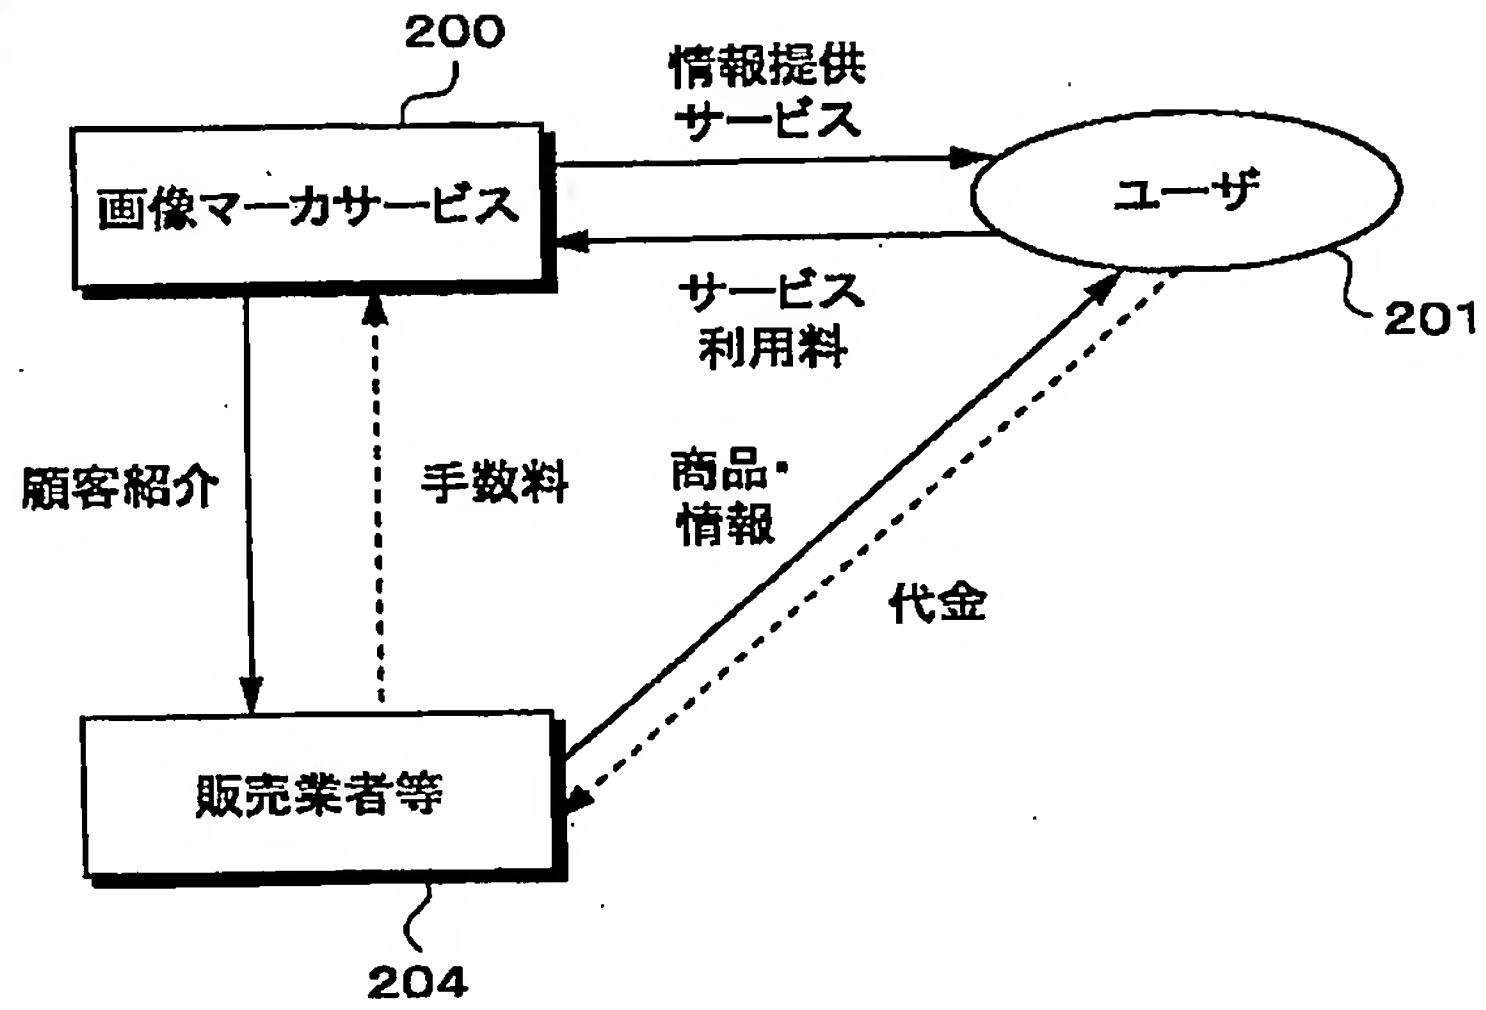 200
情報提供
サービス
画像マーカサービス
ユーザ
サービス
利用料
201
顧客紹介
手数料
商品・
情報
代金
販売業者等
204